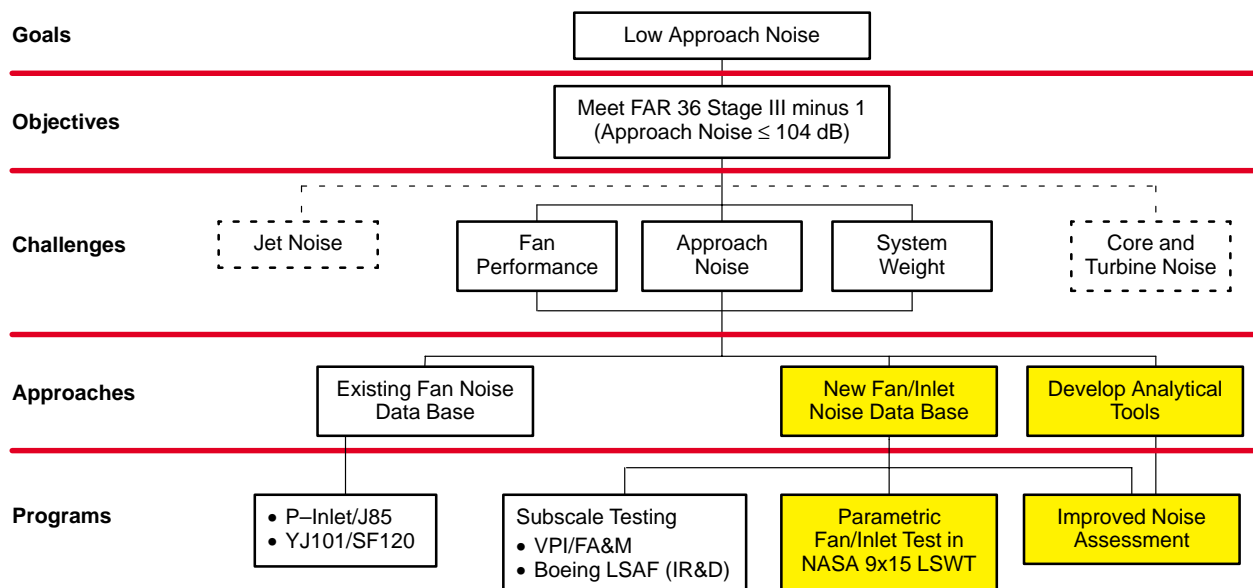 Goals
Low Approach Noise
Objectives
Meet FAR 36 Stage III minus 1
(Approach Noise ≤ 104 dB)
Challenges
Jet Noise
Fan
Performance
Approach
Noise
System
Weight
Core and
Turbine Noise
Approaches
Existing Fan Noise
Data Base
New Fan/Inlet
Noise Data Base
Develop Analytical
Tools
Programs
• P–Inlet/J85
• YJ101/SF120
Subscale Testing
• VPI/FA&M
• Boeing LSAF (IR&D)
Parametric
Fan/Inlet Test in
NASA 9x15 LSWT
Improved Noise
Assessment